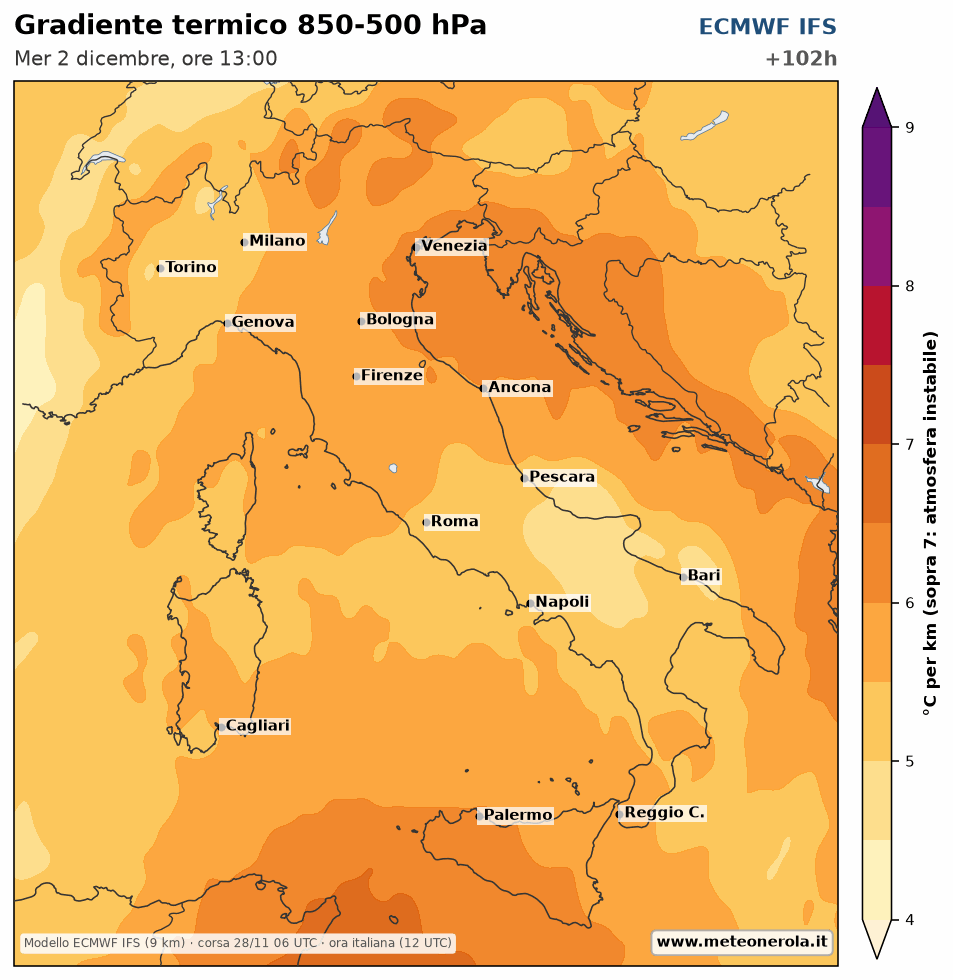 Gradiente termico 850-500 hPa
ECMWF IFS
Mer 2 dicembre, ore 13:00
+102h
Milano
Venezia
Torino
Bologna
Genova
Firenze
Ancona
Pescara
Roma
Bari
Napoli
Cagliari
Palermo
Reggio C.
9
8
7
6
5
4
°C per km (sopra 7: atmosfera instabile)
Modello ECMWF IFS (9 km) · corsa 28/11 06 UTC · ora italiana (12 UTC)
www.meteonerola.it